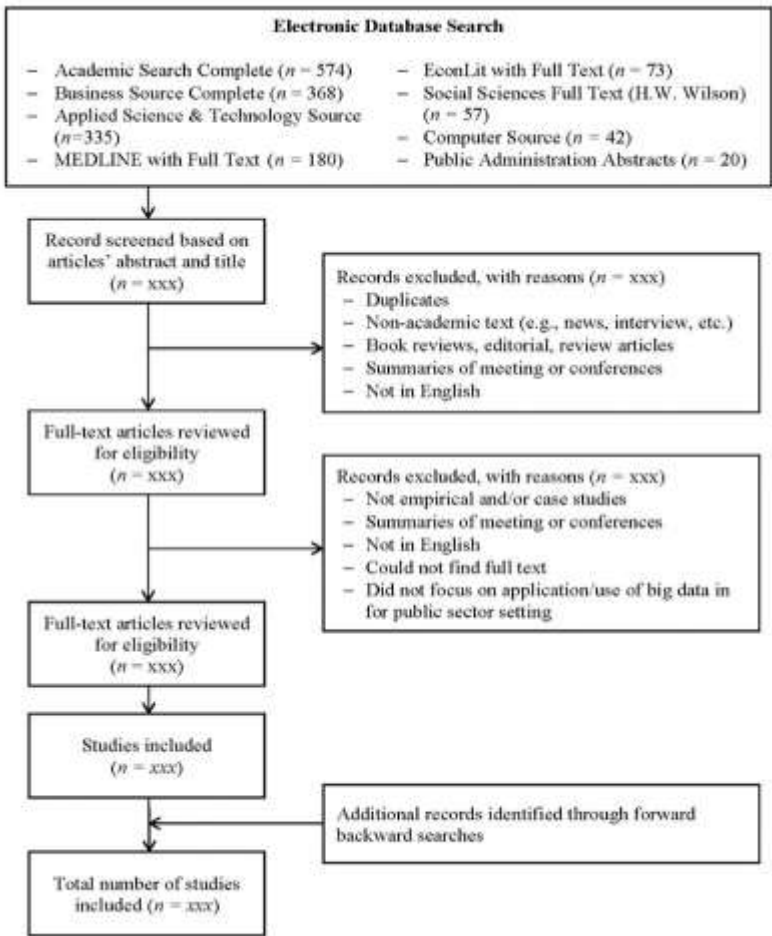 Electronic Database Search
– Academic Search Complete (n = 574)
– Business Source Complete (n = 368)
– Applied Science & Technology Source
(n=335)
– MEDLINE with Full Text (n = 180)
– EconLit with Full Text (n = 73)
– Social Sciences Full Text (H.W. Wilson)
(n = 57)
– Computer Source (n = 42)
– Public Administration Abstracts (n = 20)
Record screened based on
articles' abstract and title
(n = xxx)
Records excluded, with reasons (n = xxx)
– Duplicates
– Non-academic text (e.g., news, interview, etc.)
– Book reviews, editorial, review articles
– Summaries of meeting or conferences
– Not in English
Full-text articles reviewed
for eligibility
(n = xxx)
Records excluded, with reasons (n = xxx)
– Not empirical and/or case studies
– Summaries of meeting or conferences
– Not in English
– Could not find full text
– Did not focus on application/use of big data in
for public sector setting
Full-text articles reviewed
for eligibility
(n = xxx)
Studies included
(n = xxx)
Additional records identified through forward
backward searches
Total number of studies
included (n = xxx)